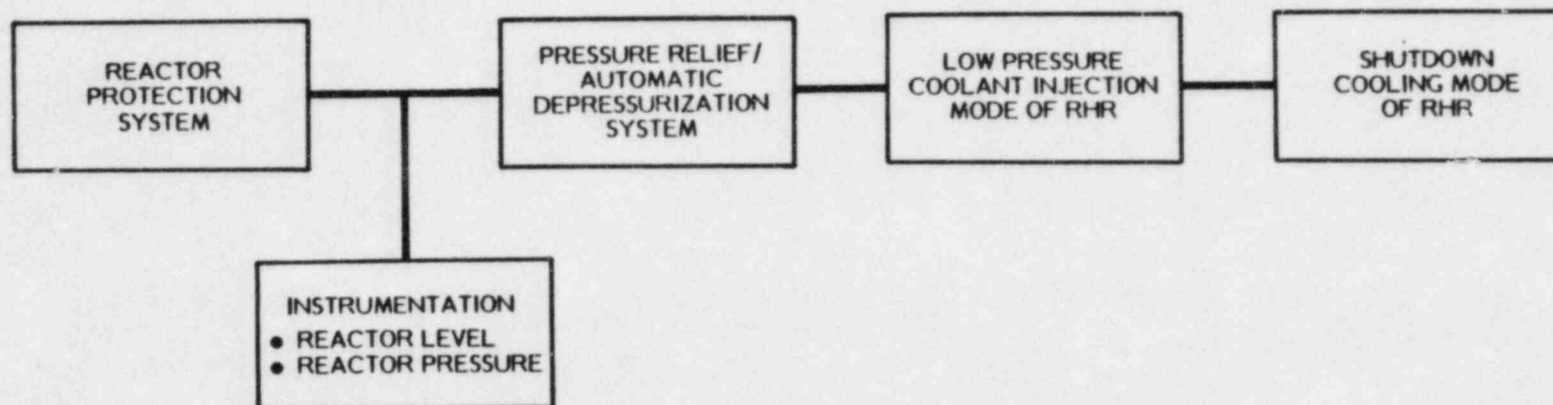 REACTOR
PROTECTION
SYSTEM
PRESSURE RELIEF/
AUTOMATIC
DEPRESSURIZATION
SYSTEM
LOW PRESSURE
COOLANT INJECTION
MODE OF RHR
SHUTDOWN
COOLING MODE
OF RHR
INSTRUMENTATION
● REACTOR LEVEL
● REACTOR PRESSURE